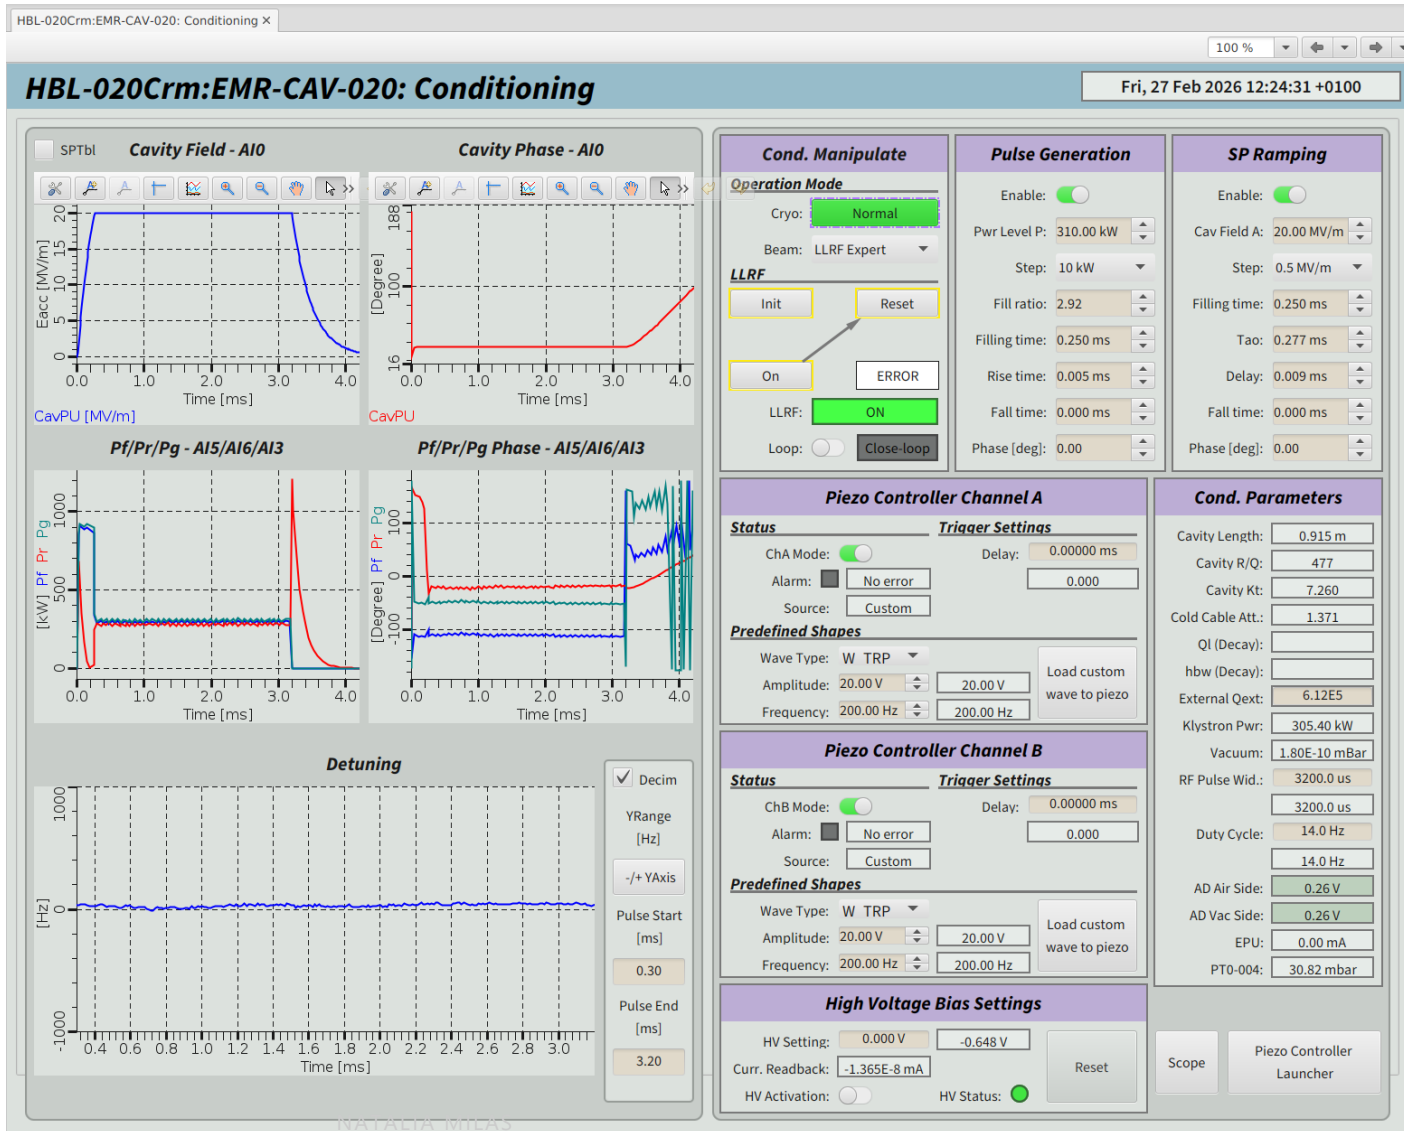 HBL-020Crm:EMR-CAV-020: Conditioning ×
100 %
HBL-020Crm:EMR-CAV-020: Conditioning
Fri, 27 Feb 2026 12:24:31 +0100
SPTbl
Cavity Field - AI0
20
15
10
5
0
Eacc [MV/m]
0.0 1.0 2.0 3.0 4.0
Time [ms]
CavPU [MV/m]
Cavity Phase - AI0
188
100
16
[Degree]
0.0 1.0 2.0 3.0 4.0
Time [ms]
CavPU
Pf/Pr/Pg - AI5/AI6/AI3
1000
500
0
[kW] Pf Pr Pg
0.0 1.0 2.0 3.0 4.0
Time [ms]
Pf/Pr/Pg Phase - AI5/AI6/AI3
100
0
-100
[Degree] Pf Pr Pg
0.0 1.0 2.0 3.0 4.0
Time [ms]
Detuning
1000
0
-1000
[Hz]
0.4 0.6 0.8 1.0 1.2 1.4 1.6 1.8 2.0 2.2 2.4 2.6 2.8 3.0
Time [ms]
Decim
YRange
[Hz]
-/+ YAxis
Pulse Start
[ms]
0.30
Pulse End
[ms]
3.20
NATALIA MILAS
Cond. Manipulate
Operation Mode
Cryo: Normal
Beam: LLRF Expert
LLRF
Init Reset
On ERROR
LLRF: ON
Loop: Close-loop
Pulse Generation
Enable:
Pwr Level P: 310.00 kW
Step: 10 kW
Fill ratio: 2.92
Filling time: 0.250 ms
Rise time: 0.005 ms
Fall time: 0.000 ms
Phase [deg]: 0.00
SP Ramping
Enable:
Cav Field A: 20.00 MV/m
Step: 0.5 MV/m
Filling time: 0.250 ms
Tao: 0.277 ms
Delay: 0.009 ms
Fall time: 0.000 ms
Phase [deg]: 0.00
Piezo Controller Channel A
Status Trigger Settings
ChA Mode: Delay: 0.00000 ms
Alarm: No error 0.000
Source: Custom
Predefined Shapes
Wave Type: W TRP
Amplitude: 20.00 V 20.00 V
Frequency: 200.00 Hz 200.00 Hz
Load custom
wave to piezo
Piezo Controller Channel B
Status Trigger Settings
ChB Mode: Delay: 0.00000 ms
Alarm: No error 0.000
Source: Custom
Predefined Shapes
Wave Type: W TRP
Amplitude: 20.00 V 20.00 V
Frequency: 200.00 Hz 200.00 Hz
Load custom
wave to piezo
High Voltage Bias Settings
HV Setting: 0.000 V -0.648 V
Curr. Readback: -1.365E-8 mA
HV Activation: HV Status:
Reset
Cond. Parameters
Cavity Length: 0.915 m
Cavity R/Q: 477
Cavity Kt: 7.260
Cold Cable Att.: 1.371
Ql (Decay):
hbw (Decay):
External Qext: 6.12E5
Klystron Pwr: 305.40 kW
Vacuum: 1.80E-10 mBar
RF Pulse Wid.: 3200.0 us
3200.0 us
Duty Cycle: 14.0 Hz
14.0 Hz
AD Air Side: 0.26 V
AD Vac Side: 0.26 V
EPU: 0.00 mA
PT0-004: 30.82 mbar
Scope
Piezo Controller
Launcher